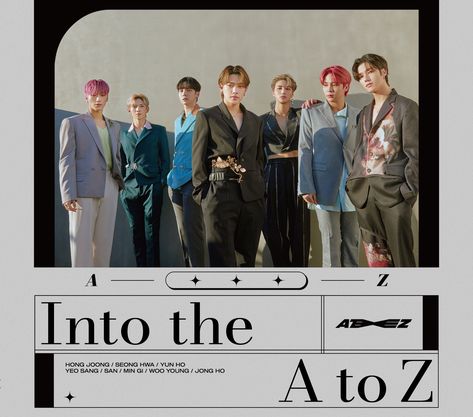 A
Z
Into the
ATEEZ
HONG JOONG / SEONG HWA / YUN HO
YEO SANG / SAN / MIN GI / WOO YOUNG / JONG HO
A to Z